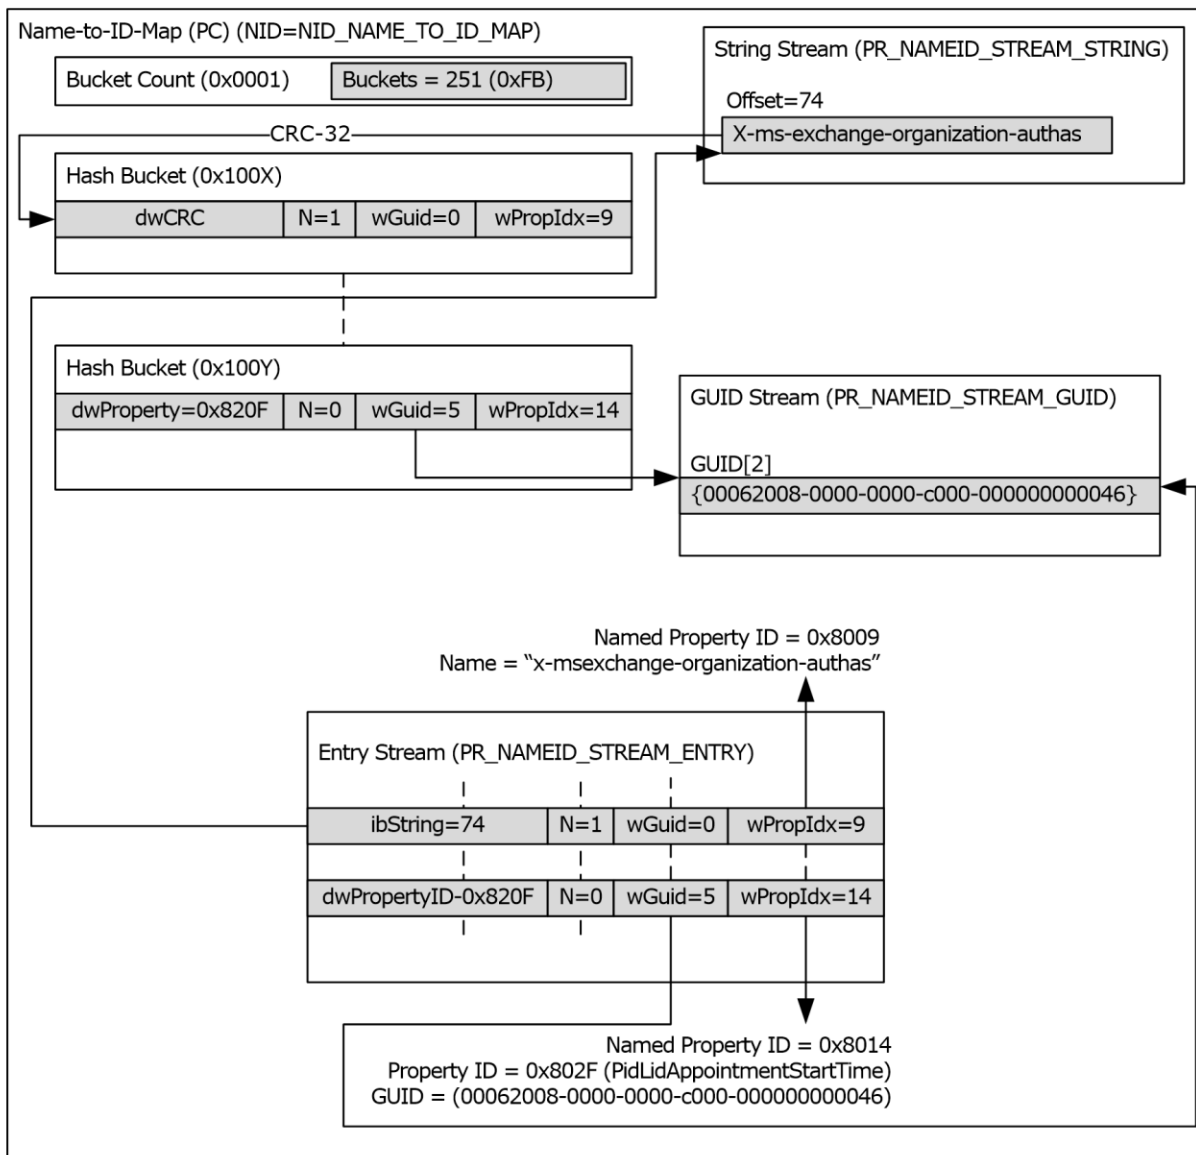 Name-to-ID-Map (PC) (NID=NID_NAME_TO_ID_MAP)
Bucket Count (0x0001) Buckets = 251 (0xFB)
String Stream (PR_NAMEID_STREAM_STRING)
Offset=74
X-ms-exchange-organization-authas
CRC-32
Hash Bucket (0x100X)
dwCRC N=1 wGuid=0 wPropIdx=9
Hash Bucket (0x100Y)
dwProperty=0x820F N=0 wGuid=5 wPropIdx=14
GUID Stream (PR_NAMEID_STREAM_GUID)
GUID[2]
{00062008-0000-0000-c000-000000000046}
Named Property ID = 0x8009
Name = “x-msexchange-organization-authas”
Entry Stream (PR_NAMEID_STREAM_ENTRY)
ibString=74 N=1 wGuid=0 wPropIdx=9
dwPropertyID-0x820F N=0 wGuid=5 wPropIdx=14
Named Property ID = 0x8014
Property ID = 0x802F (PidLidAppointmentStartTime)
GUID = (00062008-0000-0000-c000-000000000046)